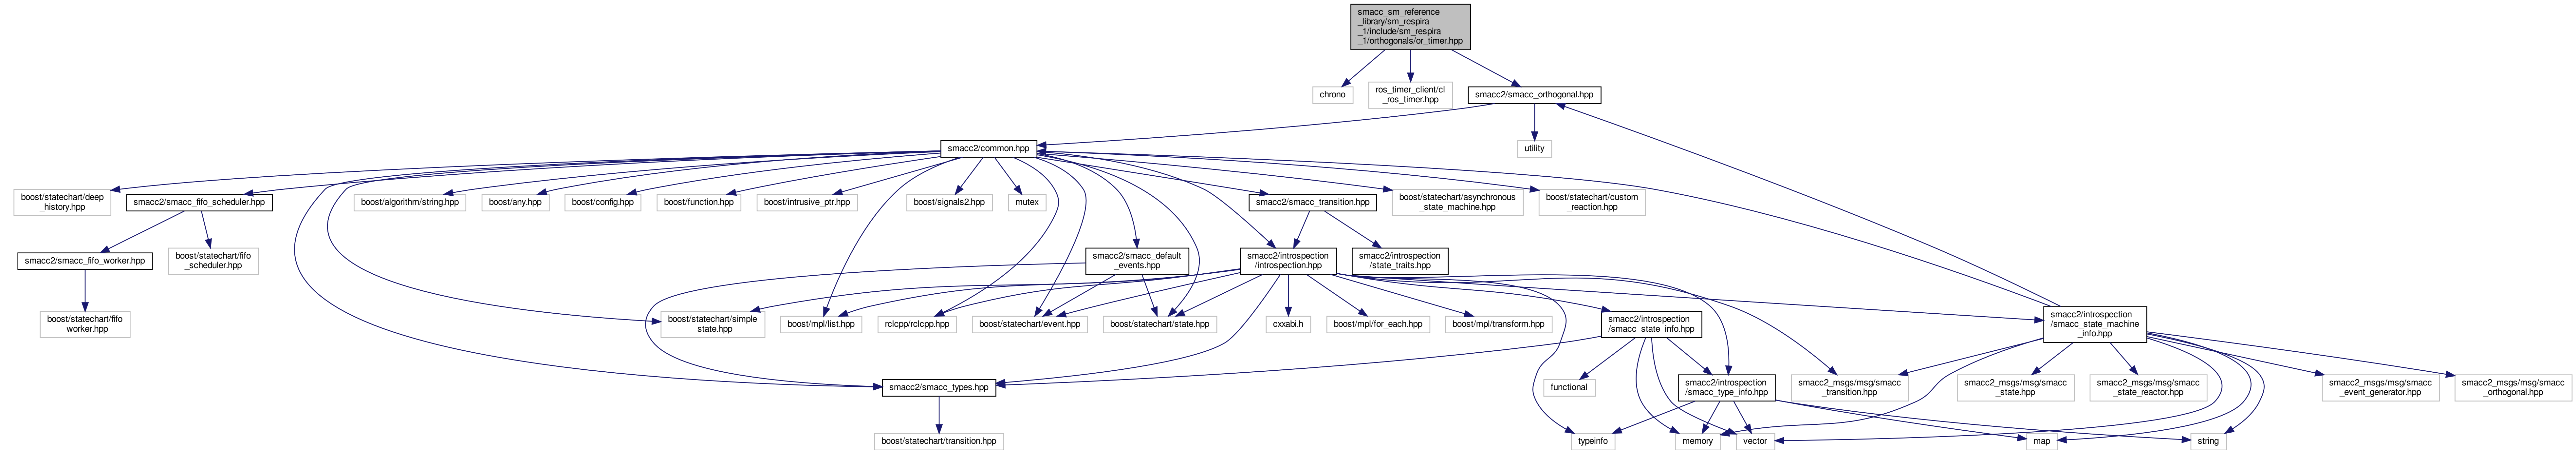 smacc_sm_reference
_library/sm_respira
_1/include/sm_respira
_1/orthogonals/or_timer.hpp
chrono
ros_timer_client/cl
_ros_timer.hpp
smacc2/smacc_orthogonal.hpp
smacc2/common.hpp
utility
boost/statechart/deep
_history.hpp
smacc2/smacc_fifo_scheduler.hpp
boost/algorithm/string.hpp
boost/any.hpp
boost/config.hpp
boost/function.hpp
boost/intrusive_ptr.hpp
boost/signals2.hpp
mutex
smacc2/smacc_transition.hpp
boost/statechart/asynchronous
_state_machine.hpp
boost/statechart/custom
_reaction.hpp
smacc2/smacc_fifo_worker.hpp
boost/statechart/fifo
_scheduler.hpp
smacc2/smacc_default
_events.hpp
smacc2/introspection
/introspection.hpp
smacc2/introspection
/state_traits.hpp
boost/statechart/fifo
_worker.hpp
boost/statechart/simple
_state.hpp
boost/mpl/list.hpp
rclcpp/rclcpp.hpp
boost/statechart/event.hpp
boost/statechart/state.hpp
cxxabi.h
boost/mpl/for_each.hpp
boost/mpl/transform.hpp
smacc2/introspection
/smacc_state_info.hpp
smacc2/introspection
/smacc_state_machine
_info.hpp
smacc2/smacc_types.hpp
functional
smacc2/introspection
/smacc_type_info.hpp
smacc2_msgs/msg/smacc
_transition.hpp
smacc2_msgs/msg/smacc
_state.hpp
smacc2_msgs/msg/smacc
_state_reactor.hpp
smacc2_msgs/msg/smacc
_event_generator.hpp
smacc2_msgs/msg/smacc
_orthogonal.hpp
boost/statechart/transition.hpp
typeinfo
memory
vector
map
string